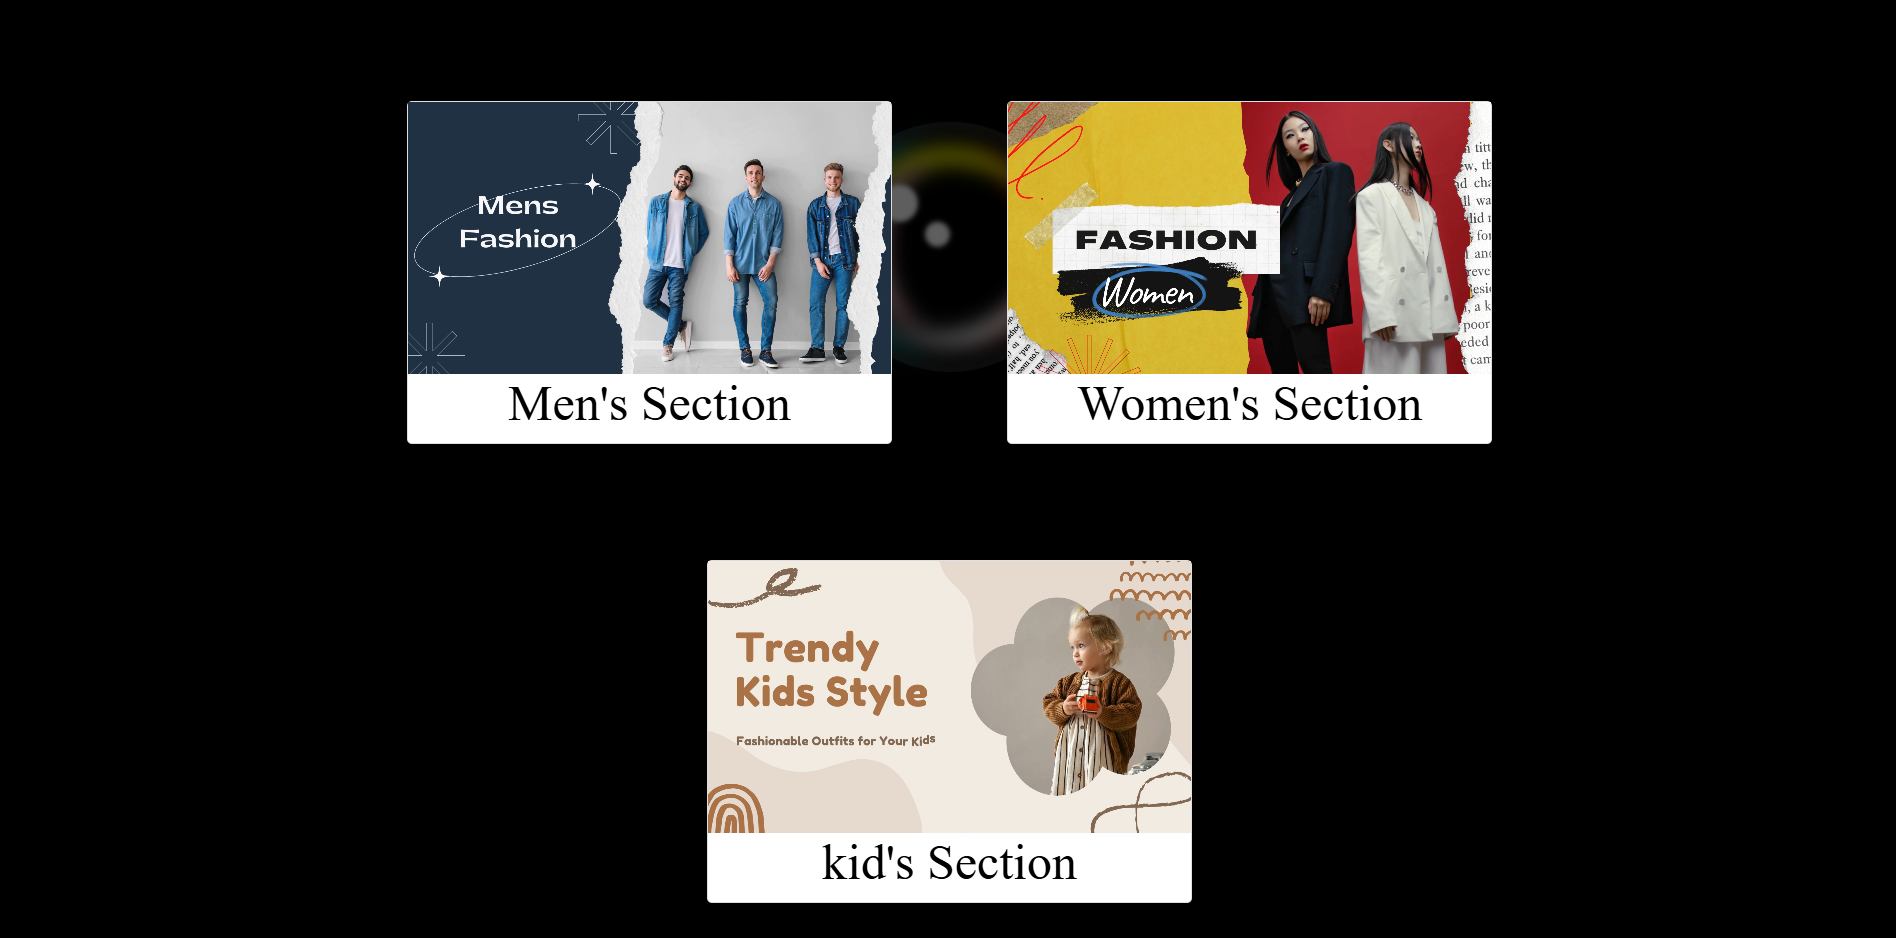 Mens
Fashion
Men's Section
FASHION
Women
Women's Section
Trendy
Kids Style
Fashionable Outfits for Your Kids
kid's Section